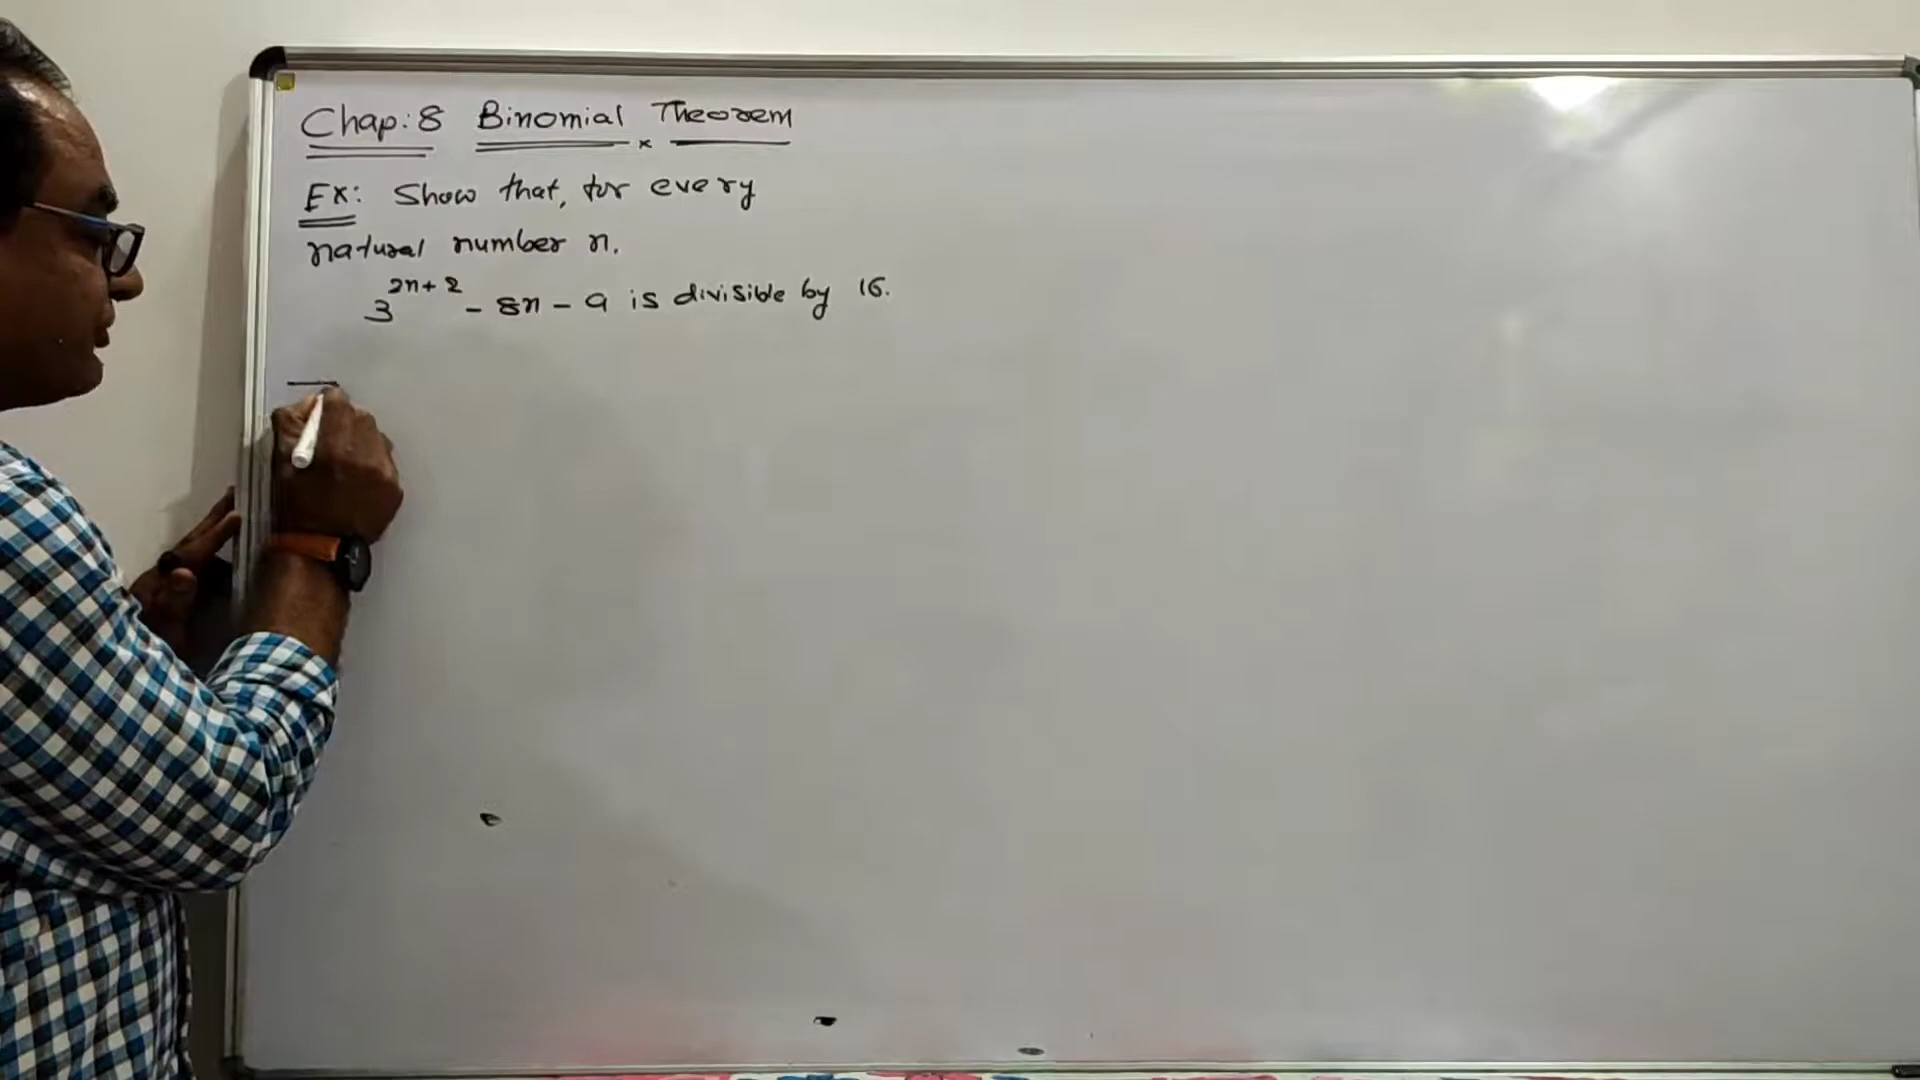 Chap: 8 Binomial Theorem
Ex: Show that, for every
natural number n.
3^{2n+2} - 8n - 9 is divisible by 16.